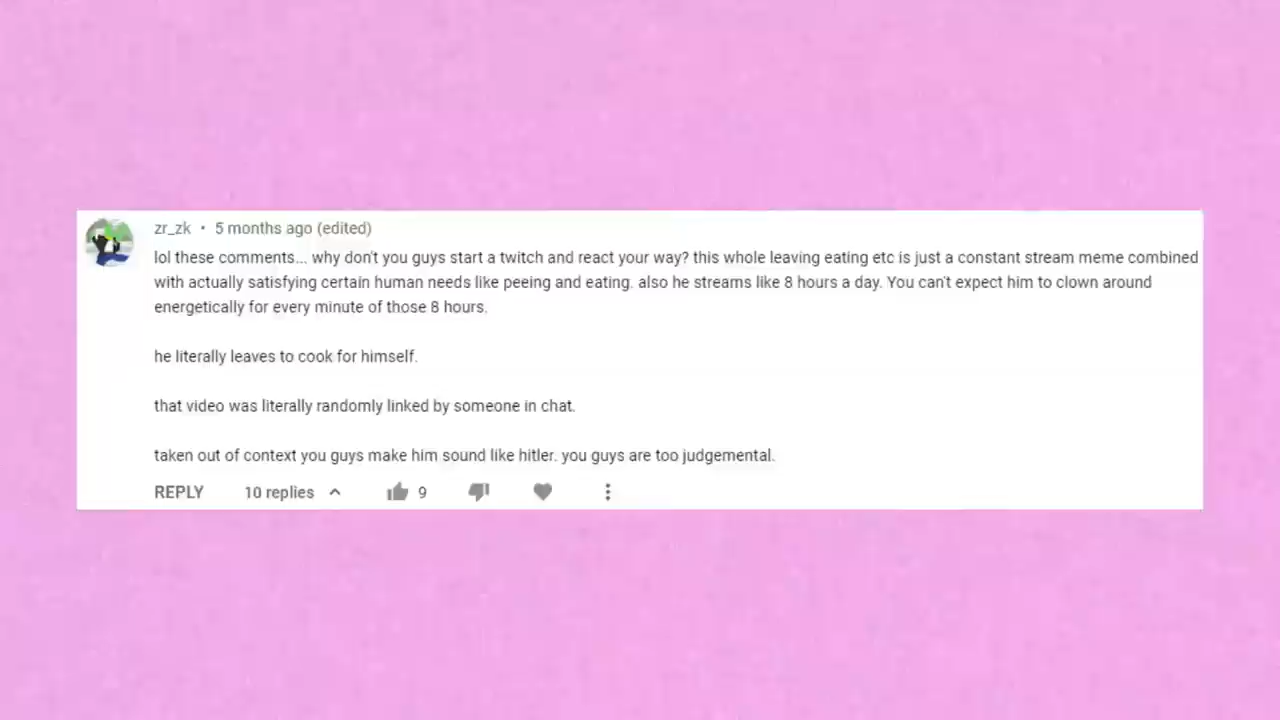 zr_zk • 5 months ago (edited)
lol these comments... why don't you guys start a twitch and react your way? this whole leaving eating etc is just a constant stream meme combined
with actually satisfying certain human needs like peeing and eating. also he streams like 8 hours a day. You can't expect him to clown around
energetically for every minute of those 8 hours.
he literally leaves to cook for himself.
that video was literally randomly linked by someone in chat.
taken out of context you guys make him sound like hitler. you guys are too judgemental.
REPLY 10 replies 9